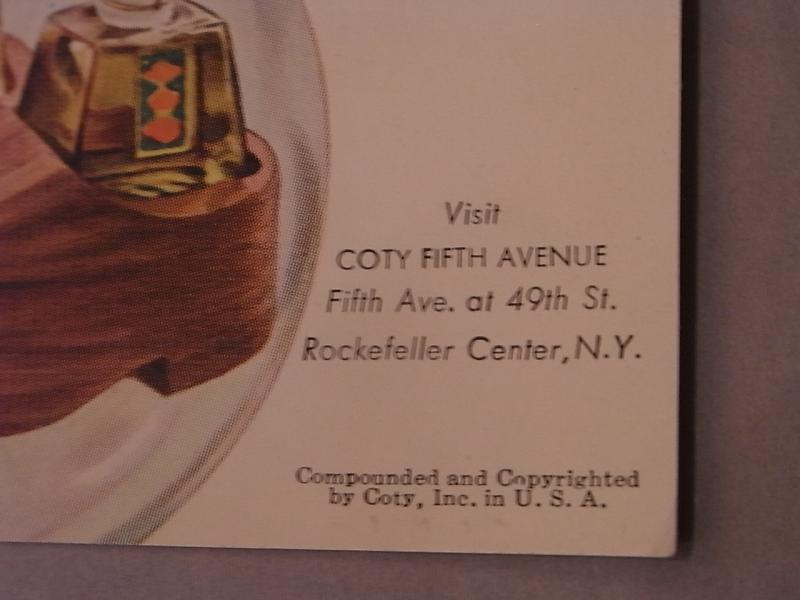 Visit
COTY FIFTH AVENUE
Fifth Ave. at 49th St.
Rockefeller Center, N.Y.
Compounded and Copyrighted
by Coty, Inc. in U. S. A.